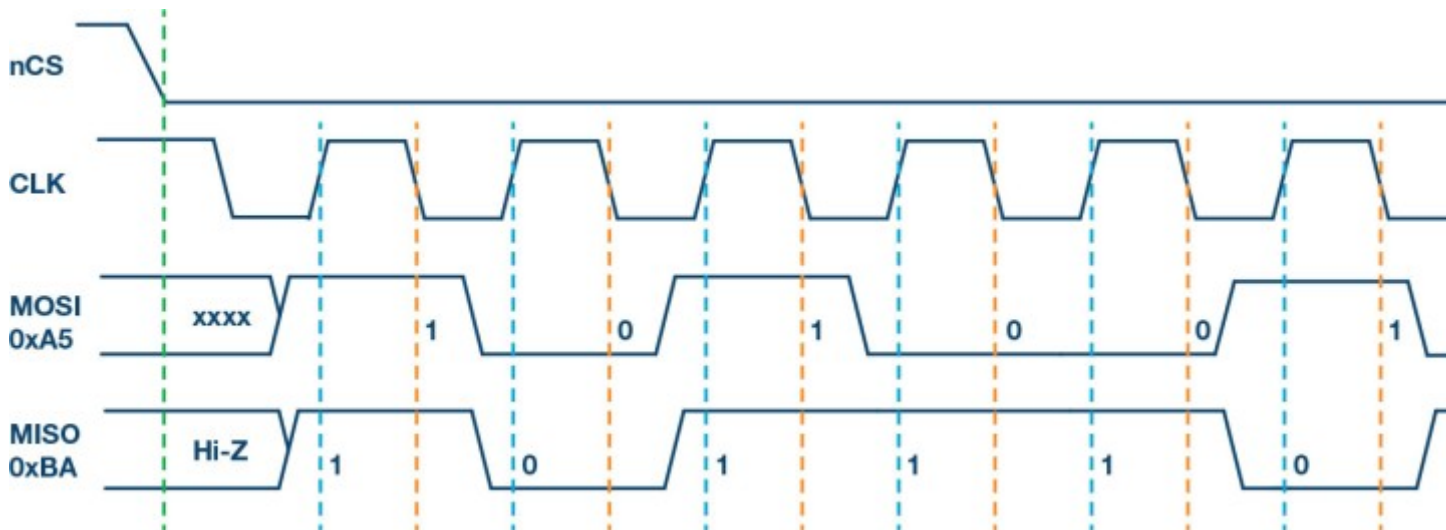 nCS
CLK
MOSI
0xA5
xxxx
1 0 1 0 0 1
MISO
0xBA
Hi-Z
1 0 1 1 1 0